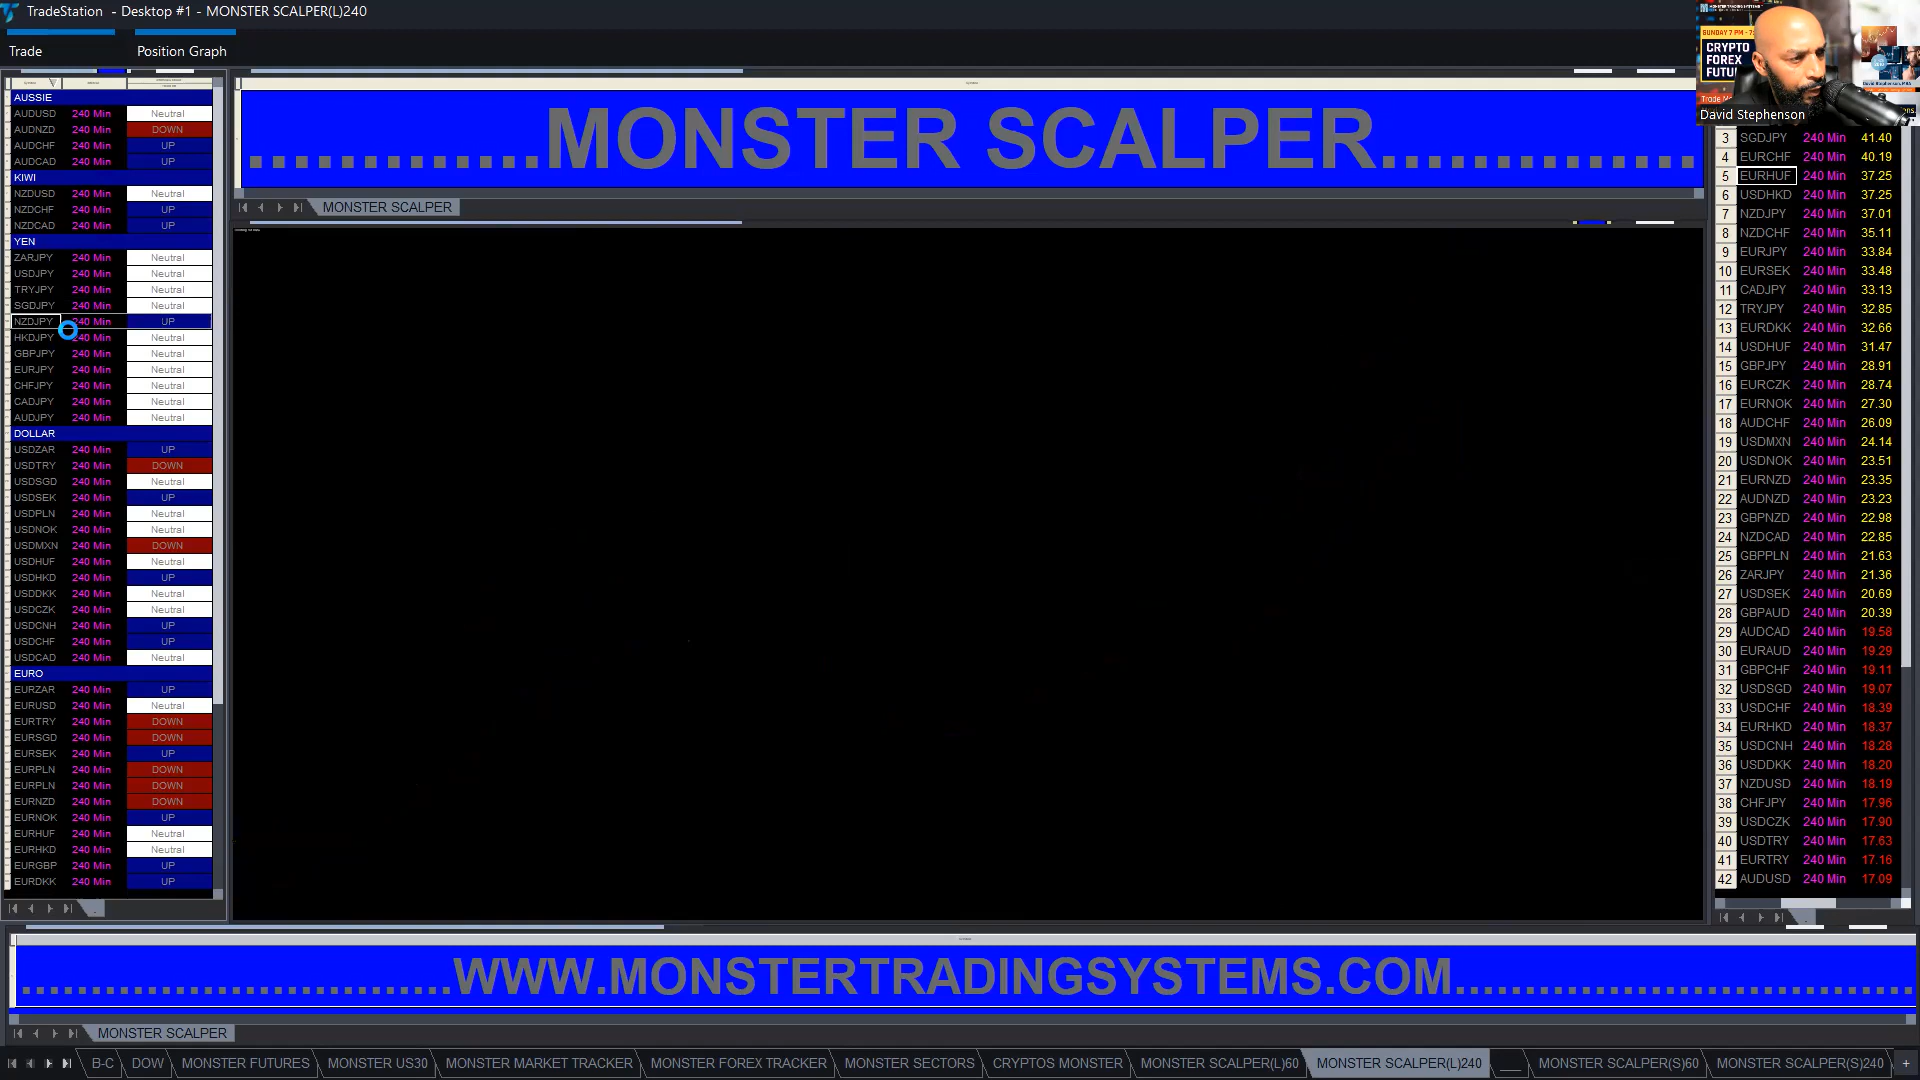 TradeStation - Desktop #1 - MONSTER SCALPER(L)240
Trade
Position Graph
AUSSIE
AUDUSD 240 Min Neutral
AUDNZD 240 Min DOWN
AUDCHF 240 Min UP
AUDCAD 240 Min UP
KIWI
NZDUSD 240 Min Neutral
NZDCHF 240 Min UP
NZDCAD 240 Min UP
YEN
ZARJPY 240 Min Neutral
USDJPY 240 Min Neutral
TRYJPY 240 Min Neutral
SGDJPY 240 Min Neutral
NZDJPY 240 Min UP
HKDJPY 240 Min Neutral
GBPJPY 240 Min Neutral
EURJPY 240 Min Neutral
CHFJPY 240 Min Neutral
CADJPY 240 Min Neutral
AUDJPY 240 Min Neutral
DOLLAR
USDZAR 240 Min UP
USDTRY 240 Min DOWN
USDSGD 240 Min Neutral
USDSEK 240 Min UP
USDPLN 240 Min Neutral
USDNOK 240 Min Neutral
USDMXN 240 Min DOWN
USDHUF 240 Min Neutral
USDHKD 240 Min UP
USDDKK 240 Min Neutral
USDCZK 240 Min Neutral
USDCNH 240 Min UP
USDCHF 240 Min UP
USDCAD 240 Min Neutral
EURO
EURZAR 240 Min UP
EURUSD 240 Min Neutral
EURTRY 240 Min DOWN
EURSGD 240 Min DOWN
EURSEK 240 Min UP
EURPLN 240 Min DOWN
EURPLN 240 Min DOWN
EURNZD 240 Min DOWN
EURNOK 240 Min UP
EURHUF 240 Min Neutral
EURHKD 240 Min Neutral
EURGBP 240 Min UP
EURDKK 240 Min UP
.............MONSTER SCALPER..............
MONSTER SCALPER
SUNDAY 7 PM
CRYPTO
FOREX
David Stephenson
3 SGDJPY 240 Min 41.40
4 EURCHF 240 Min 40.19
5 EURHUF 240 Min 37.25
6 USDHKD 240 Min 37.25
7 NZDJPY 240 Min 37.01
8 NZDCHF 240 Min 35.11
9 EURJPY 240 Min 33.84
10 EURSEK 240 Min 33.48
11 CADJPY 240 Min 33.13
12 TRYJPY 240 Min 32.85
13 EURDKK 240 Min 32.66
14 USDHUF 240 Min 31.47
15 GBPJPY 240 Min 28.91
16 EURCZK 240 Min 28.74
17 EURNOK 240 Min 27.30
18 AUDCHF 240 Min 26.09
19 USDMXN 240 Min 24.14
20 USDNOK 240 Min 23.51
21 EURNZD 240 Min 23.35
22 AUDNZD 240 Min 23.23
23 GBPNZD 240 Min 22.98
24 NZDCAD 240 Min 22.85
25 GBPPLN 240 Min 21.63
26 ZARJPY 240 Min 21.36
27 USDSEK 240 Min 20.69
28 GBPAUD 240 Min 20.39
29 AUDCAD 240 Min 19.58
30 EURAUD 240 Min 19.29
31 GBPCHF 240 Min 19.11
32 USDSGD 240 Min 19.07
33 USDCHF 240 Min 18.39
34 EURHKD 240 Min 18.37
35 USDCNH 240 Min 18.28
36 USDDKK 240 Min 18.20
37 NZDUSD 240 Min 18.19
38 CHFJPY 240 Min 17.96
39 USDCZK 240 Min 17.90
40 USDTRY 240 Min 17.63
41 EURTRY 240 Min 17.16
42 AUDUSD 240 Min 17.09
..............................WWW.MONSTERTRADINGSYSTEMS.COM................................
MONSTER SCALPER
B-C DOW MONSTER FUTURES MONSTER US30 MONSTER MARKET TRACKER MONSTER FOREX TRACKER MONSTER SECTORS CRYPTOS MONSTER MONSTER SCALPER(L)60 MONSTER SCALPER(L)240 ___ MONSTER SCALPER(S)60 MONSTER SCALPER(S)240 +